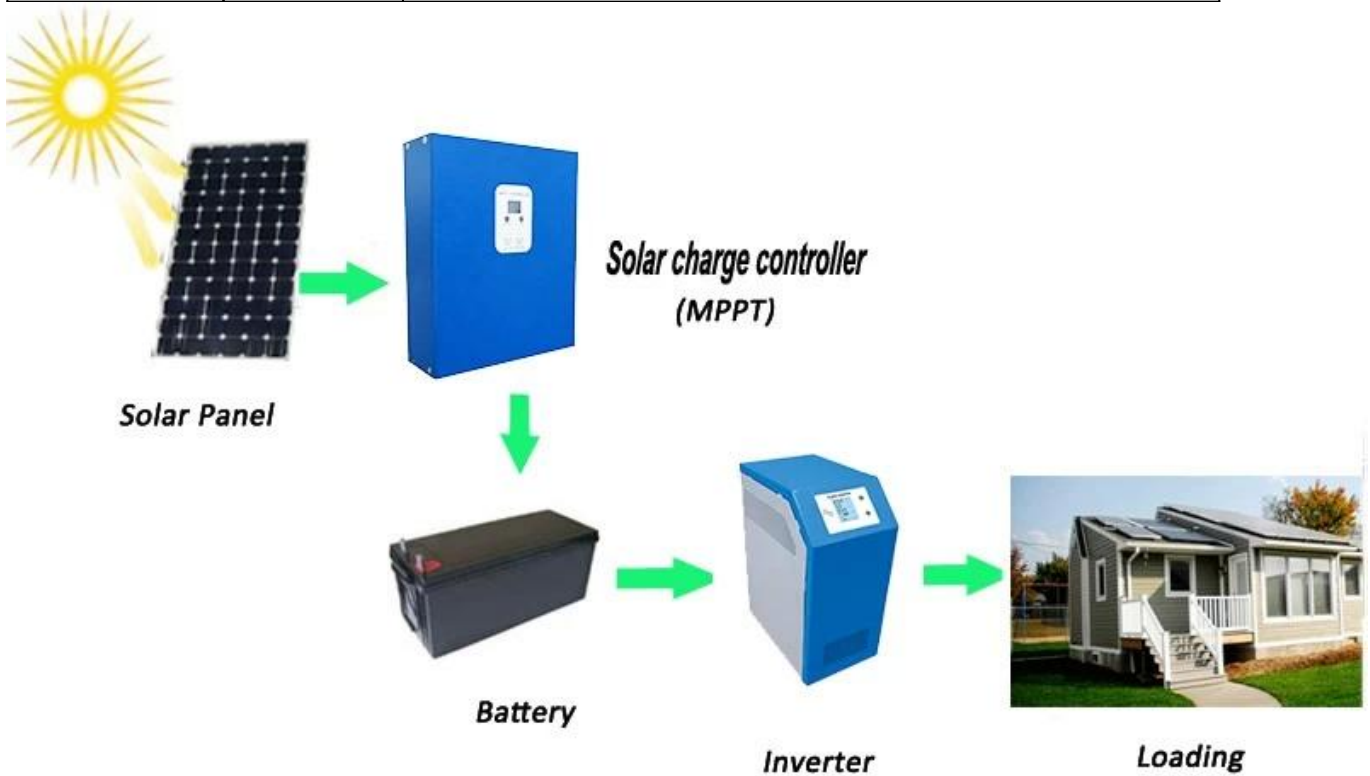 Solar charge controller
(MPPT)
Solar Panel
Battery
Inverter
Loading